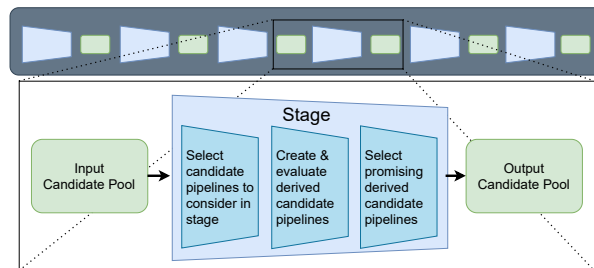 Stage
Input
Candidate Pool
Select
candidate
pipelines to
consider in
stage
Create &
evaluate
derived
candidate
pipelines
Select
promising
derived
candidate
pipelines
Output
Candidate Pool